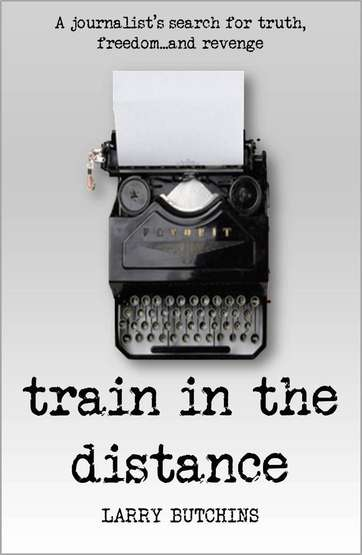 A journalist's search for truth,
freedom...and revenge
train in the
distance
LARRY BUTCHINS